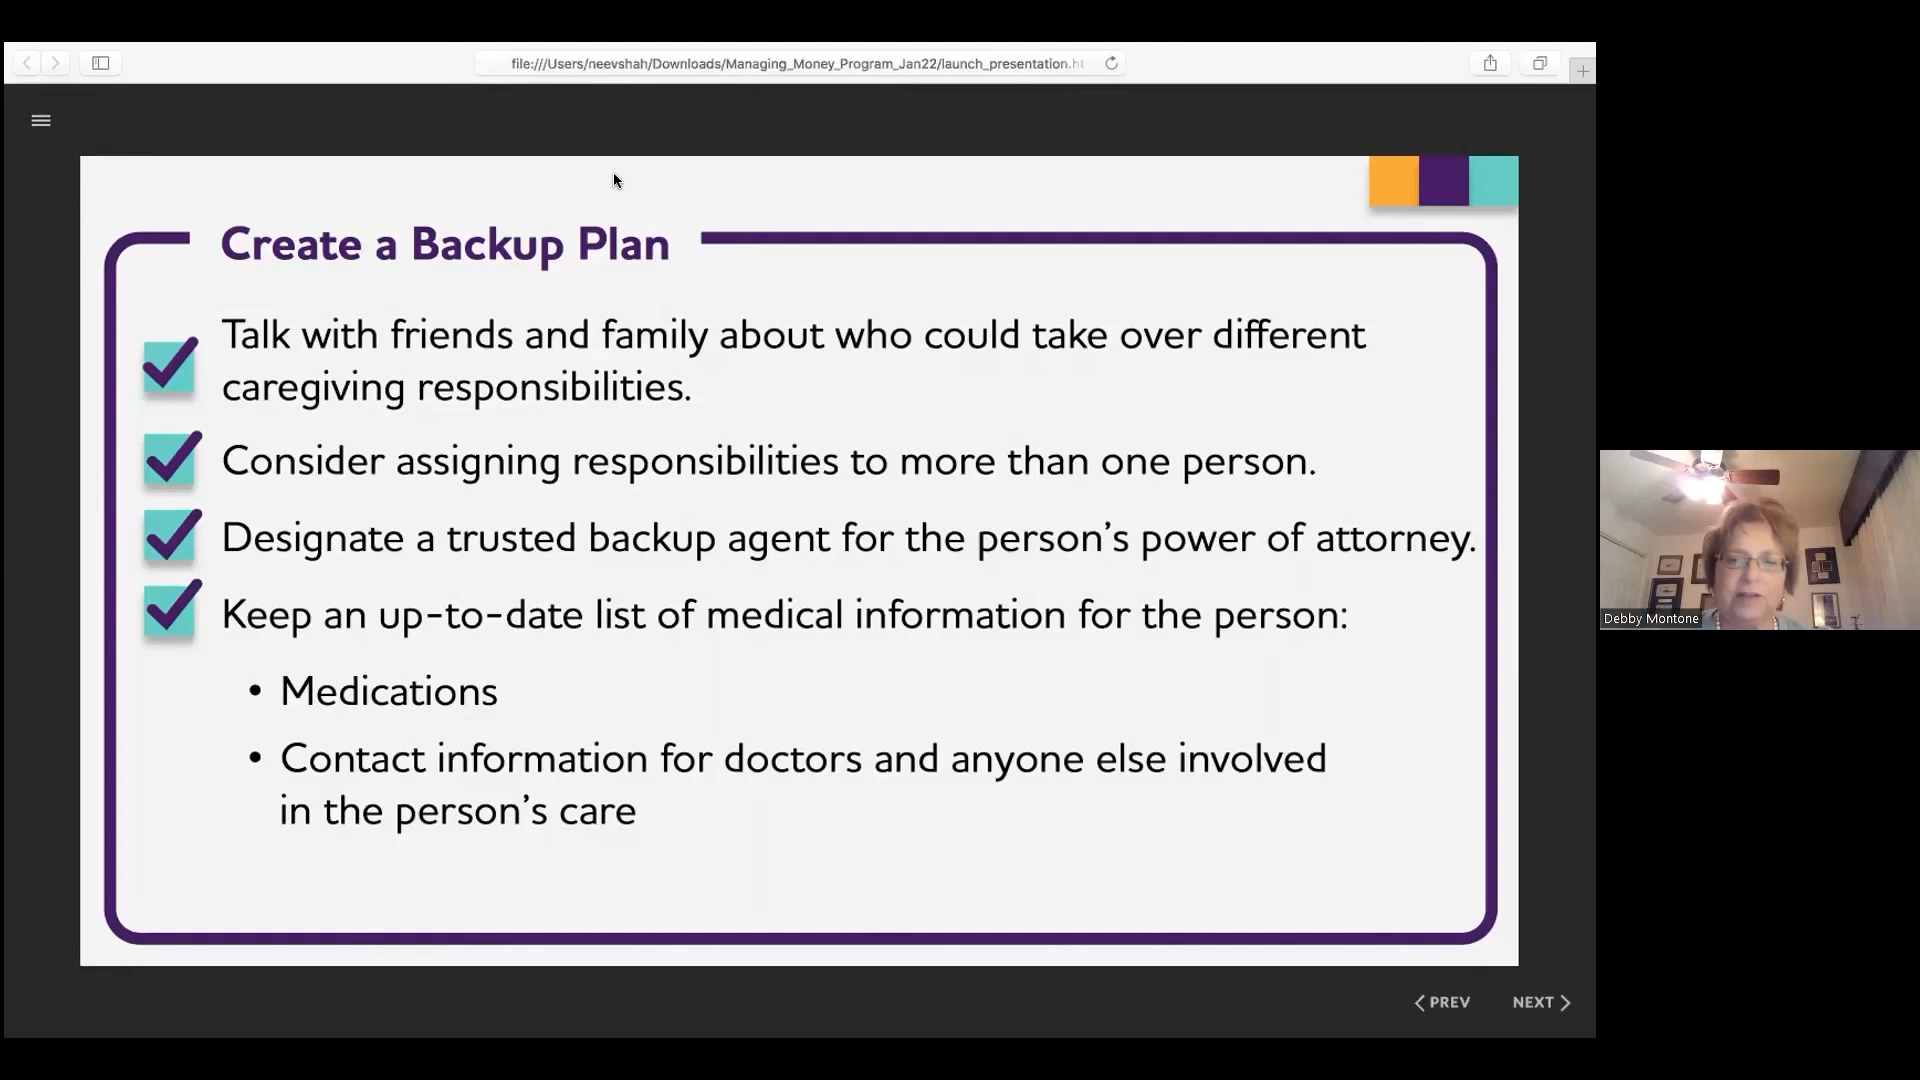 file:///Users/neevshah/Downloads/Managing_Money_Program_Jan22/launch_presentation.ht
Create a Backup Plan
Talk with friends and family about who could take over different
caregiving responsibilities.
Consider assigning responsibilities to more than one person.
Designate a trusted backup agent for the person’s power of attorney.
Keep an up-to-date list of medical information for the person:
• Medications
• Contact information for doctors and anyone else involved
in the person’s care
Debby Montone
PREV
NEXT